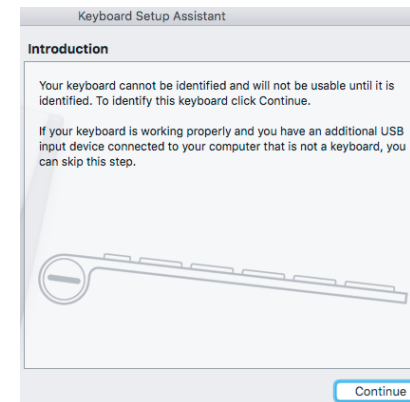 Keyboard Setup Assistant
Introduction
Your keyboard cannot be identified and will not be usable until it is
identified. To identify this keyboard click Continue.
If your keyboard is working properly and you have an additional USB
input device connected to your computer that is not a keyboard, you
can skip this step.
Continue